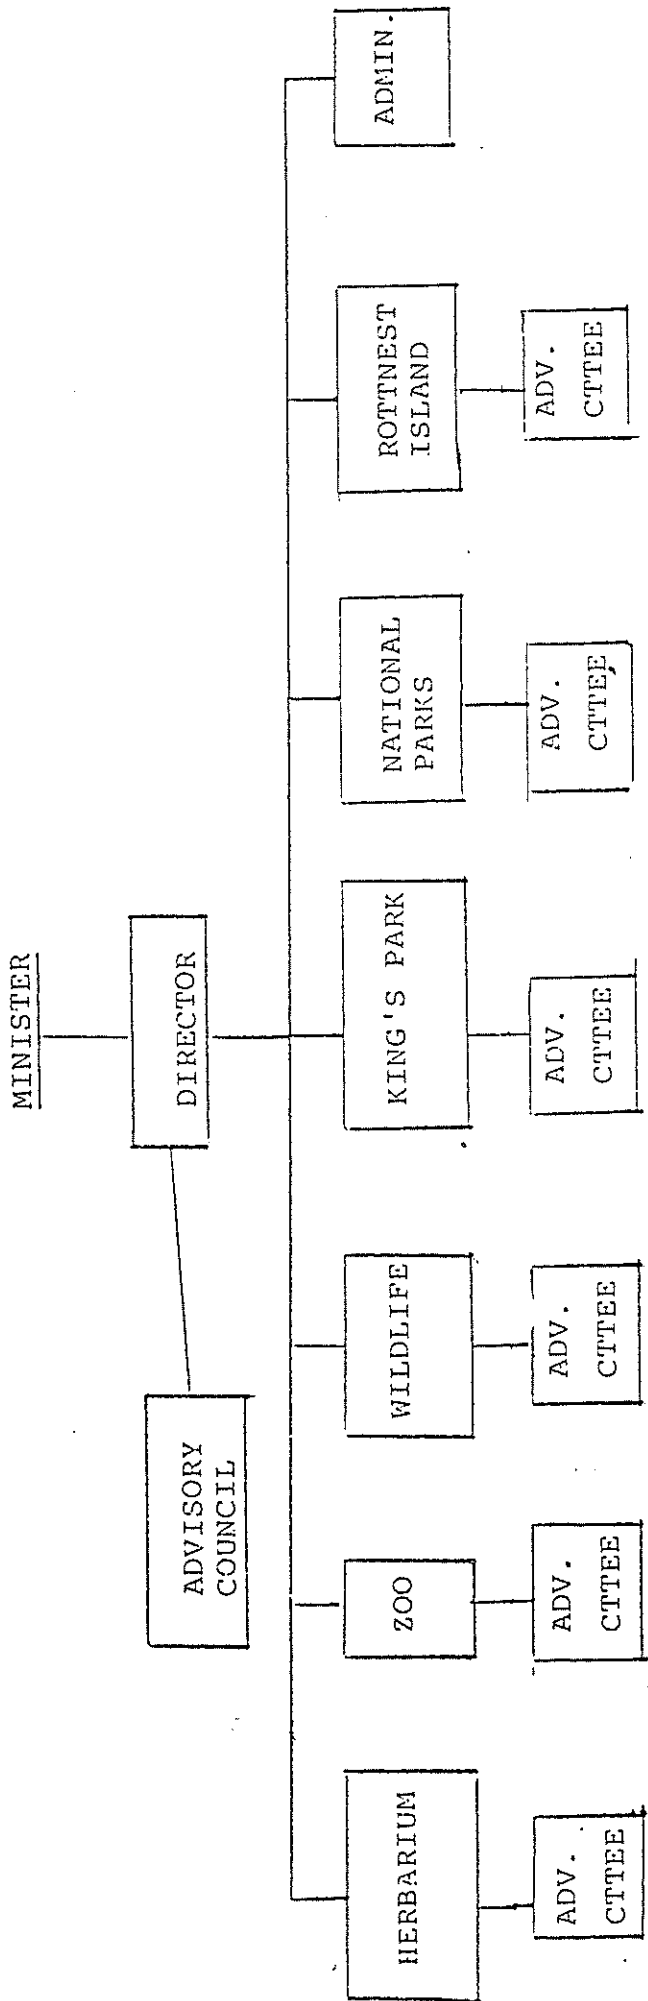 MINISTER
DIRECTOR
ADVISORY
COUNCIL
HERBARIUM
ZOO
WILDLIFE
KING'S PARK
NATIONAL
PARKS
ROTTNEST
ISLAND
ADMIN.
ADV.
CTTEE
ADV.
CTTEE
ADV.
CTTEE
ADV.
CTTEE
ADV.
CTTEE
ADV.
CTTEE